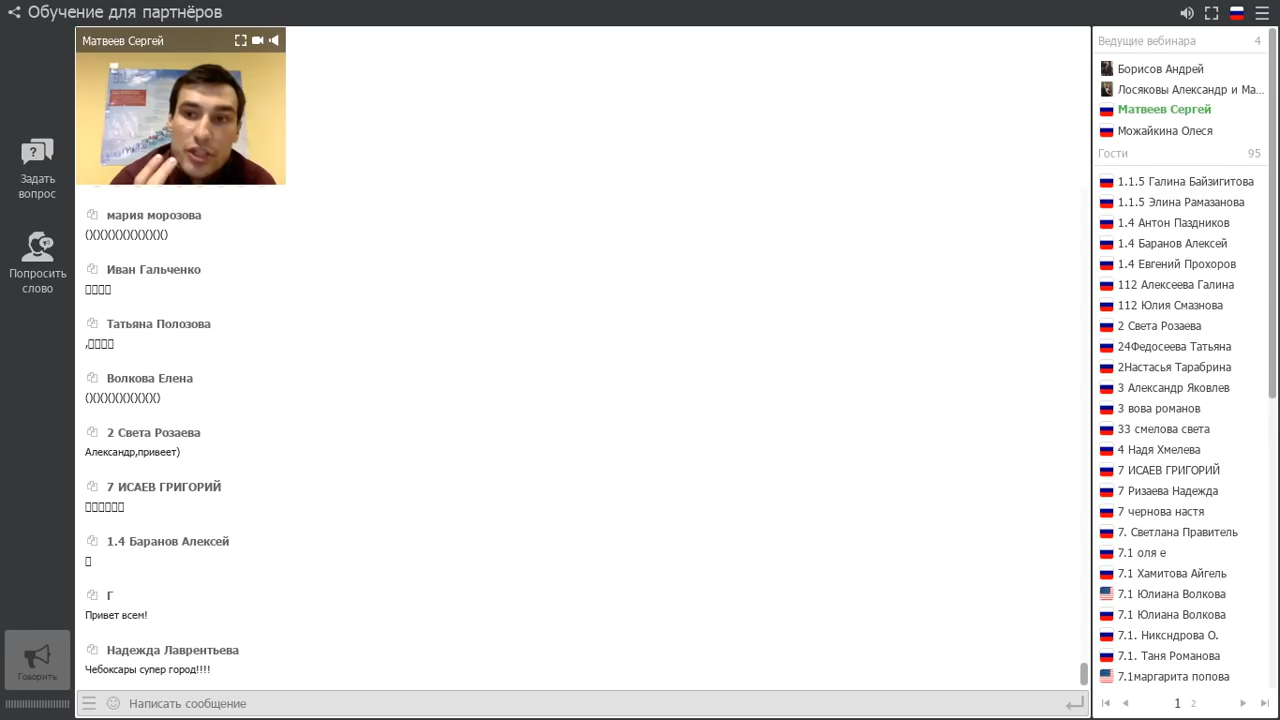 Обучение для партнёров
Матвеев Сергей
Задать
вопрос
Попросить
слово
Говорить
мария морозова
()()()()()()()()()()()()
Иван Гальченко
Татьяна Полозова
,
Волкова Елена
()()()()()()()()()()()
2 Света Розаева
Александр,привеет)
7 ИСАЕВ ГРИГОРИЙ
1.4 Баранов Алексей
Г
Привет всем!
Надежда Лаврентьева
Чебоксары супер город!!!!
Написать сообщение
Ведущие вебинара 4
Борисов Андрей
Лосяковы Александр и Ма...
Матвеев Сергей
Можайкина Олеся
Гости 95
1.1.5 Галина Байзигитова
1.1.5 Элина Рамазанова
1.4 Антон Паздников
1.4 Баранов Алексей
1.4 Евгений Прохоров
112 Алексеева Галина
112 Юлия Смазнова
2 Света Розаева
24Федосеева Татьяна
2Настасья Тарабрина
3 Александр Яковлев
3 вова романов
33 смелова света
4 Надя Хмелева
7 ИСАЕВ ГРИГОРИЙ
7 Ризаева Надежда
7 чернова настя
7. Светлана Правитель
7.1 оля е
7.1 Хамитова Айгель
7.1 Юлиана Волкова
7.1 Юлиана Волкова
7.1. Никсндрова О.
7.1. Таня Романова
7.1маргарита попова
1 2